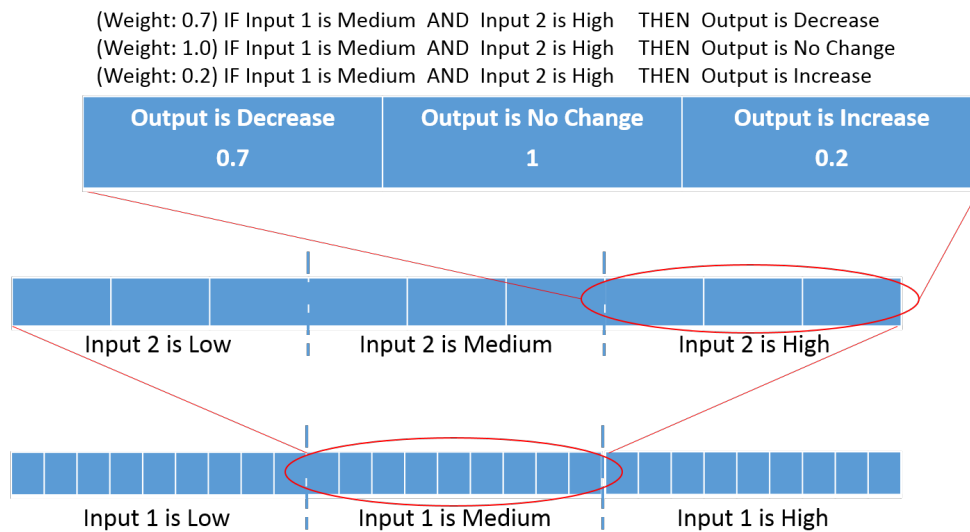 (Weight: 0.7) IF Input 1 is Medium AND Input 2 is High THEN Output is Decrease
(Weight: 1.0) IF Input 1 is Medium AND Input 2 is High THEN Output is No Change
(Weight: 0.2) IF Input 1 is Medium AND Input 2 is High THEN Output is Increase
Output is Decrease Output is No Change Output is Increase
0.7 1 0.2
Input 2 is Low Input 2 is Medium Input 2 is High
Input 1 is Low Input 1 is Medium Input 1 is High